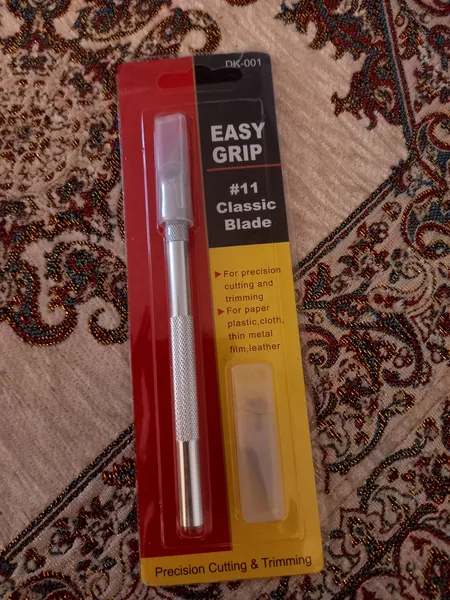 DK-001
EASY
GRIP
#11
Classic
Blade
For precision
cutting and
trimming
For paper
plastic,cloth,
thin metal
film,leather
Precision Cutting & Trimming